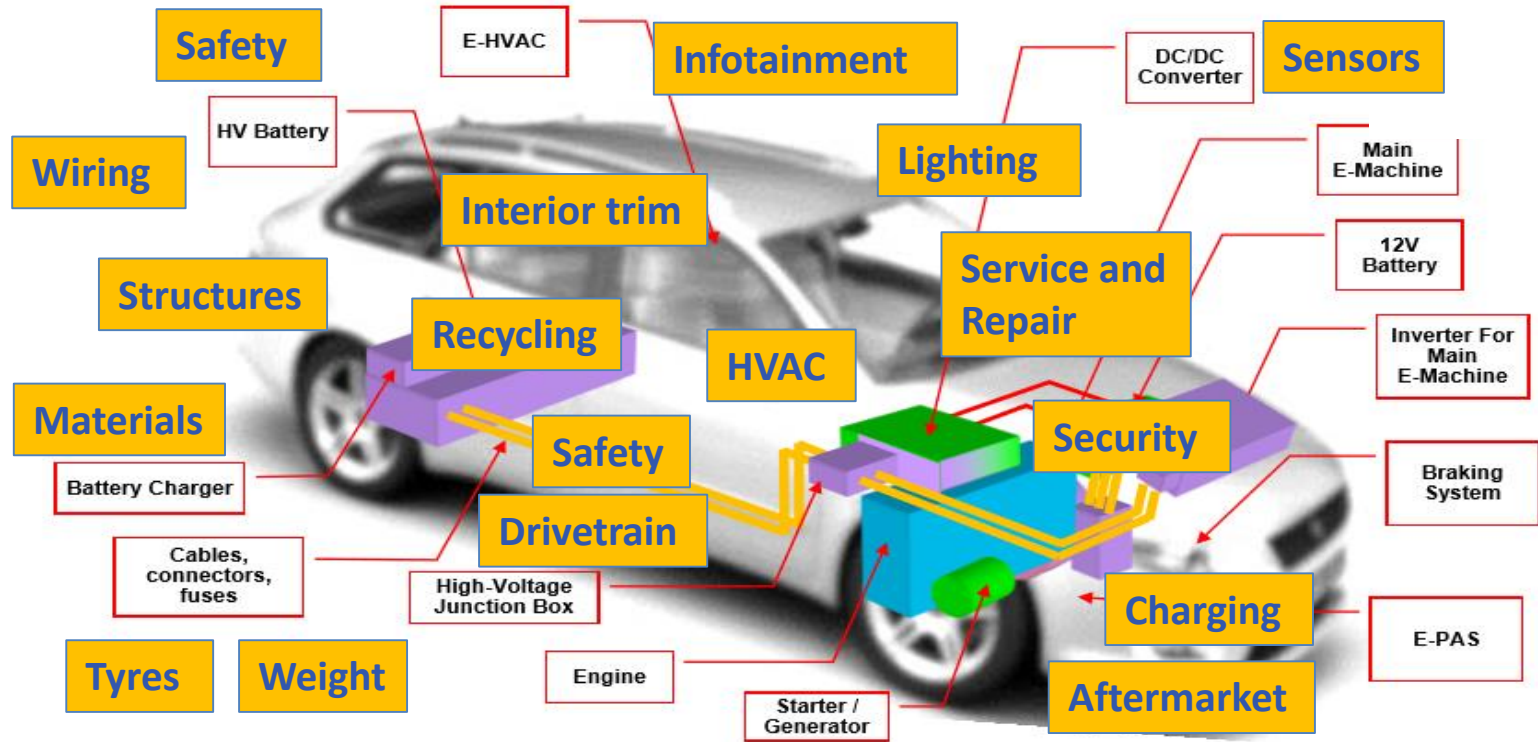 Safety
E-HVAC
Infotainment
DC/DC
Converter
Sensors
HV Battery
Wiring
Lighting
Main
E-Machine
Interior trim
12V
Battery
Structures
Service and
Repair
Recycling
HVAC
Inverter For
Main
E-Machine
Materials
Safety
Security
Battery Charger
Braking
System
Drivetrain
Cables,
connectors,
fuses
High-Voltage
Junction Box
Charging
E-PAS
Tyres
Weight
Engine
Starter /
Generator
Aftermarket